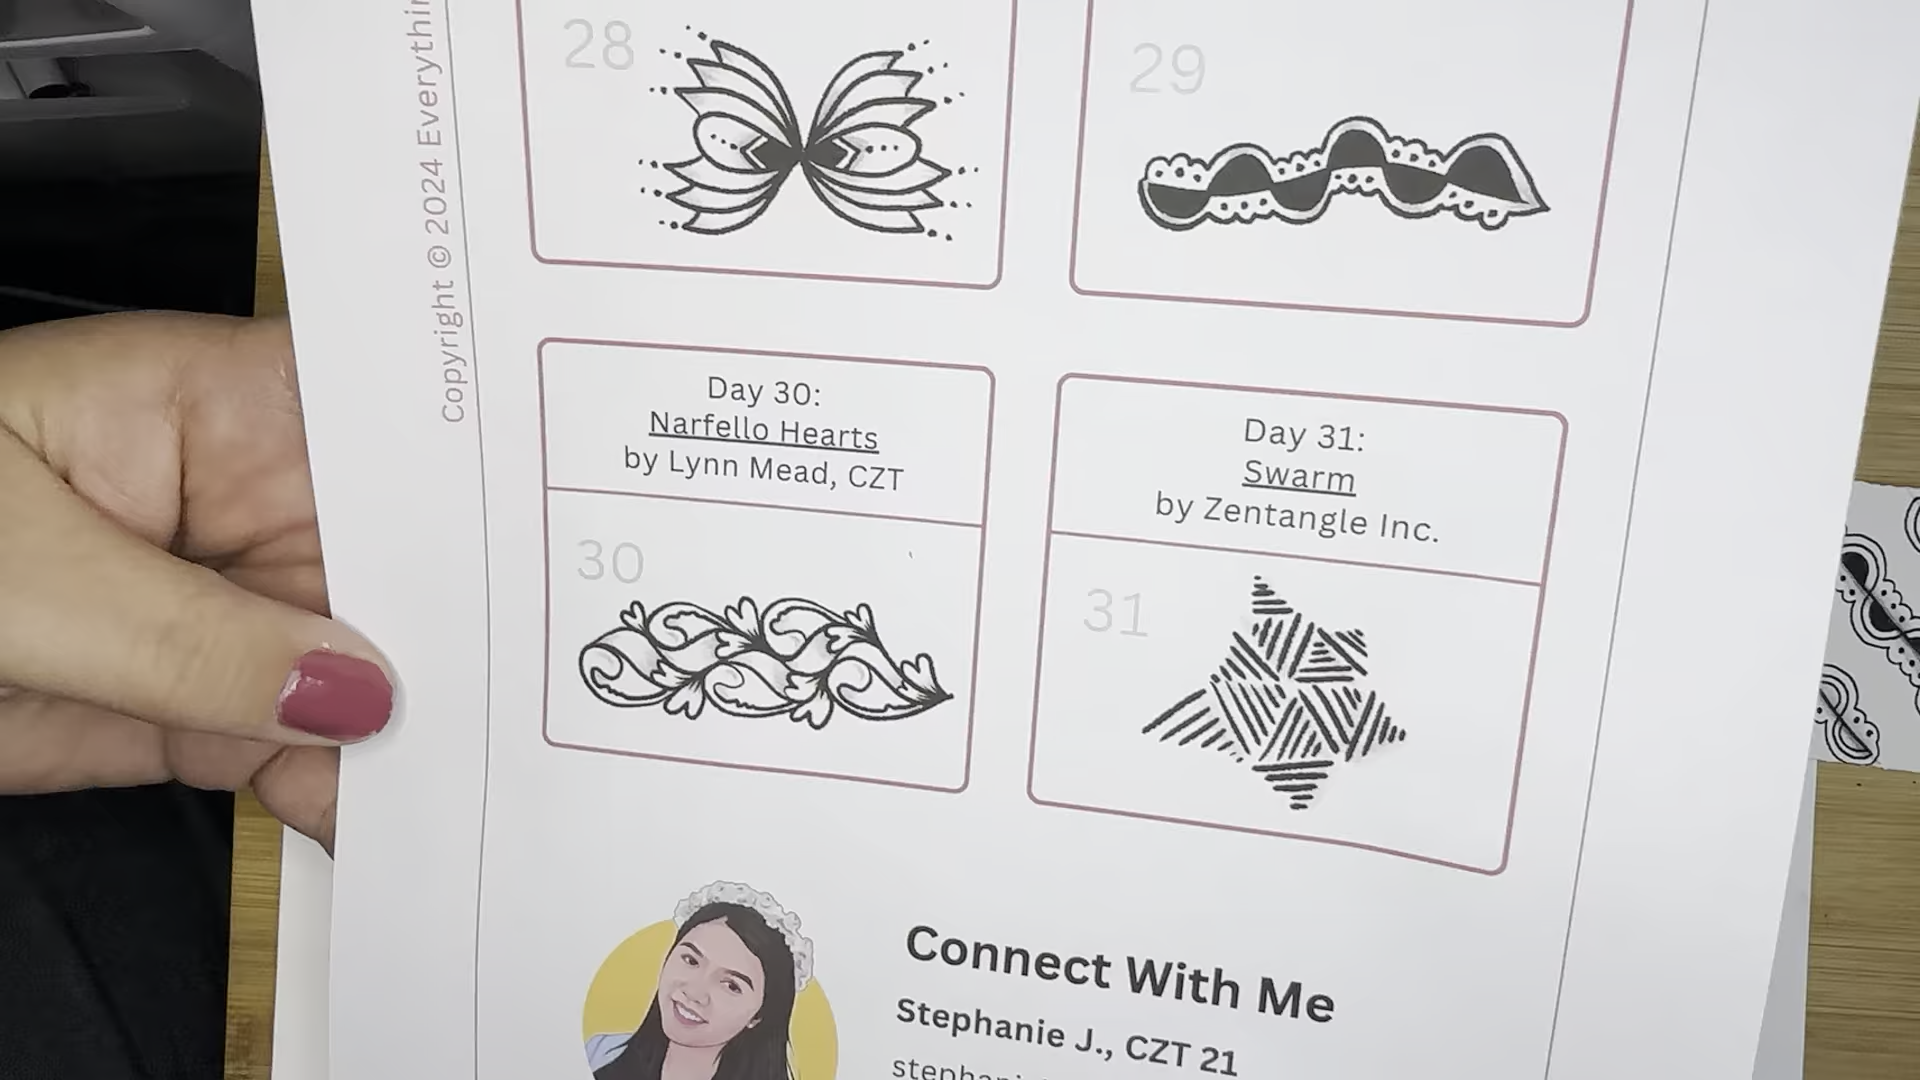 Copyright © 2024
28
29
Day 30:
Narfello Hearts
by Lynn Mead, CZT
30
Day 31:
Swarm
by Zentangle Inc.
31
Connect With Me
Stephanie J., CZT 21